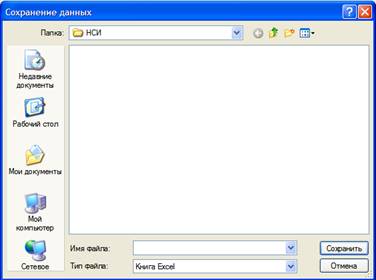 Сохранение данных
Папка: НСИ
Недавние
документы
Рабочий стол
Мои документы
Мой
компьютер
Сетевое
Имя файла: Сохранить
Тип файла: Книга Excel Отмена